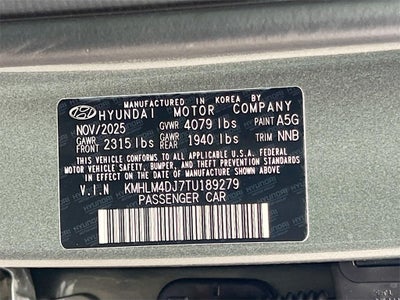 MANUFACTURED IN KOREA BY
HYUNDAI MOTOR COMPANY
NOV/2025 GVWR 4079 lbs PAINT A5G
GAWR FRONT 2315 lbs GAWR REAR 1940 lbs TRIM NNB
THIS VEHICLE CONFORMS TO ALL APPLICABLE U.S. FEDERAL
MOTOR VEHICLE SAFETY, BUMPER, AND THEFT PREVENTION
STANDARDS IN EFFECT ON THE DATE OF MANUFACTURE
SHOWN ABOVE.
V.I.N KMHLM4DJ7TU189279
PASSENGER CAR